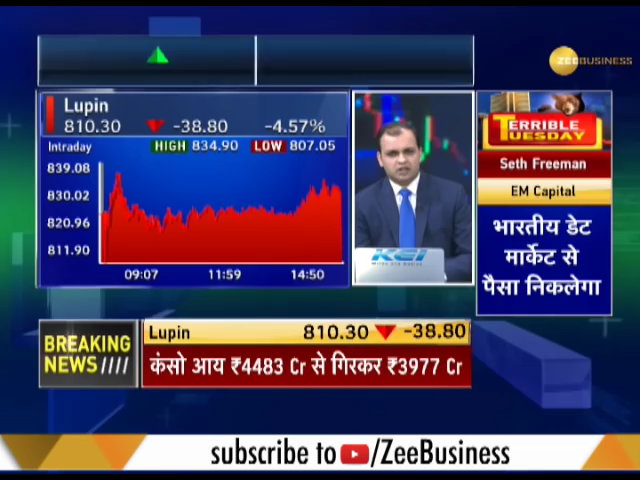 ZEEBUSINESS
Lupin
810.30 -38.80 -4.57%
Intraday HIGH 834.90 LOW 807.05
839.08
830.02
820.96
811.90
09:07 11:59 14:50
KEI
TERRIBLE
TUESDAY
Seth Freeman
EM Capital
भारतीय डेट
मार्केट से
पैसा निकलेगा
BREAKING
NEWS ////
Lupin 810.30 -38.80
कंसो आय ₹4483 Cr से गिरकर ₹3977 Cr
subscribe to /ZeeBusiness